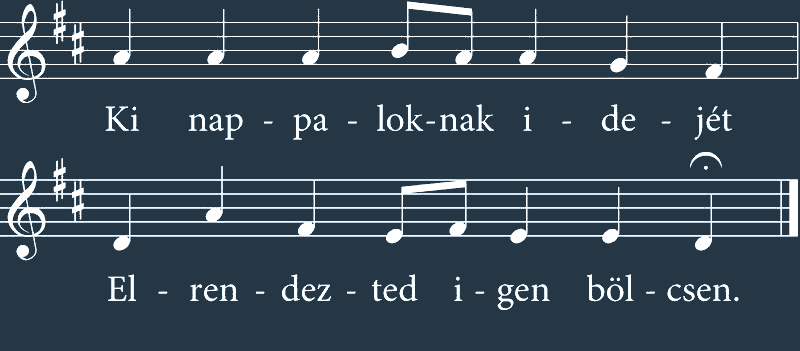 Ki nap - pa - lok-nak i - de - jét
El - ren - dez - ted i - gen böl - csen.